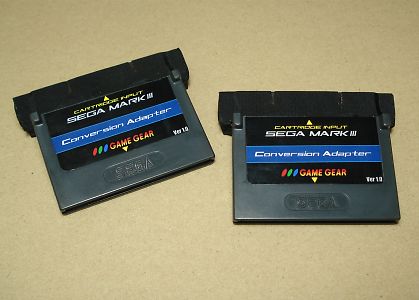 CARTRIDGE INPUT
SEGA MARK III
Conversion Adapter
GAME GEAR
Ver 1.0
SEGA
CARTRIDGE INPUT
SEGA MARK III
Conversion Adapter
GAME GEAR
Ver 1.0
SEGA